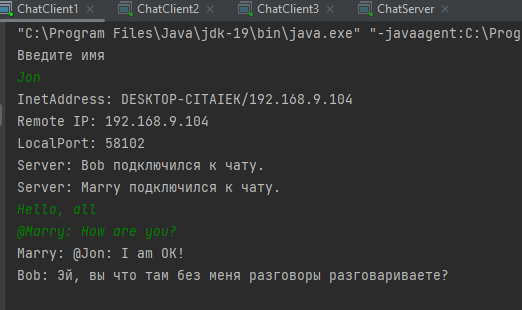 ChatClient1 × ChatClient2 × ChatClient3 × ChatServer ×
"C:\Program Files\Java\jdk-19\bin\java.exe" "-javaagent:C:\Prog
Введите имя
Jon
InetAddress: DESKTOP-CITAIEK/192.168.9.104
Remote IP: 192.168.9.104
LocalPort: 58102
Server: Bob подключился к чату.
Server: Marry подключился к чату.
Hello, all
@Marry: How are you?
Marry: @Jon: I am OK!
Bob: Эй, вы что там без меня разговоры разговариваете?